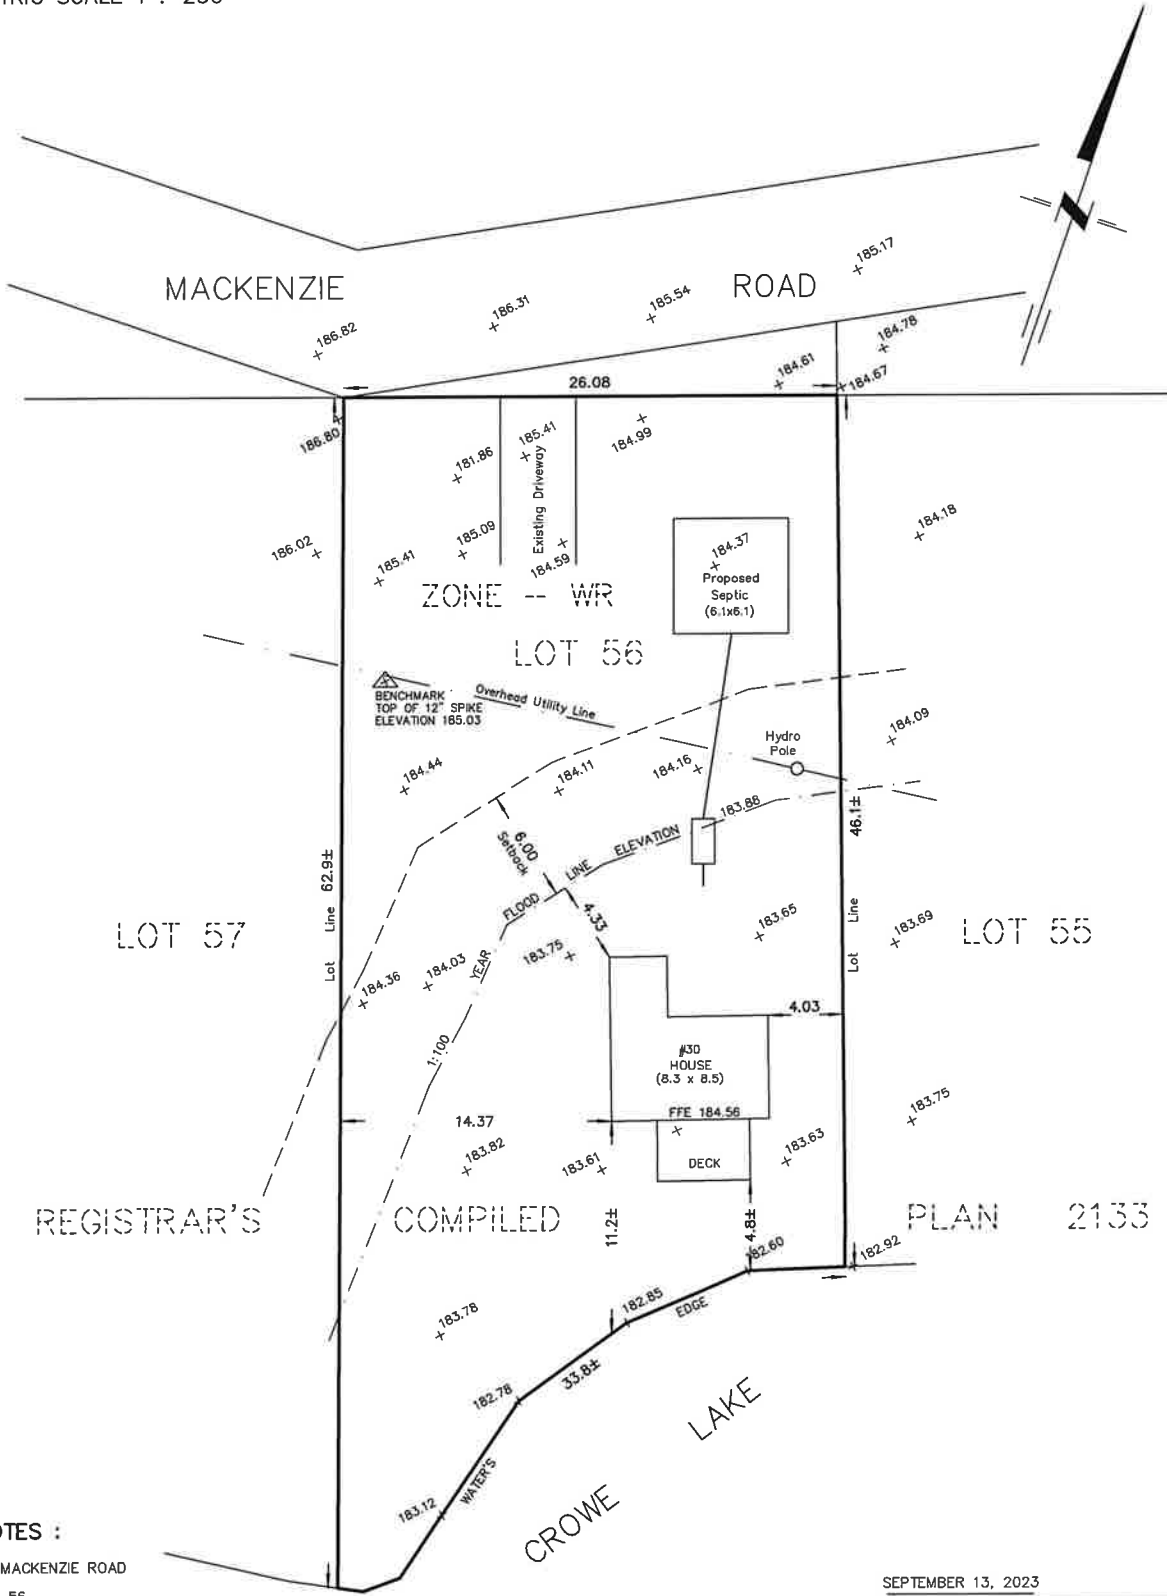 SCALE 1 : 250
185.17
MACKENZIE ROAD
186.31
185.54
186.82
184.78
184.61
184.67
26.08
186.80
181.86
185.41
184.99
Existing Driveway
184.18
186.02
185.41
185.09
184.59
184.37
Proposed
Septic
(6.1x6.1)
ZONE -- WR
LOT 56
BENCHMARK
TOP OF 12" SPIKE
ELEVATION 185.03
Overhead Utility Line
Hydro
Pole
184.09
184.44
184.11
184.16
183.88
46.1±
6.00
Setback
1:100 YEAR FLOOD LINE ELEVATION
Lot Line 62.9±
4.33
LOT 57
183.65
Lot Line
183.69
LOT 55
183.75
184.36
184.03
4.03
#30
HOUSE
(8.3 x 8.5)
FFE 184.56
14.37
183.75
183.82
183.61
DECK
183.63
REGISTRAR'S COMPILED PLAN 2133
11.2±
4.8±
182.60
182.92
183.78
182.85
182.78
33.8±
183.12
WATER'S EDGE
CROWE LAKE
MACKENZIE ROAD
SEPTEMBER 13, 2023